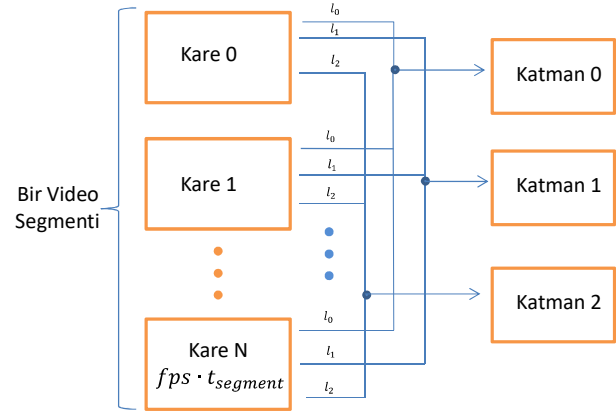 l₀
l₁
Kare 0
l₂
Katman 0
l₀
Kare 1
l₁
l₂
Katman 1
Bir Video
Segmenti
Katman 2
l₀
Kare N
l₁
fps · t_segment
l₂